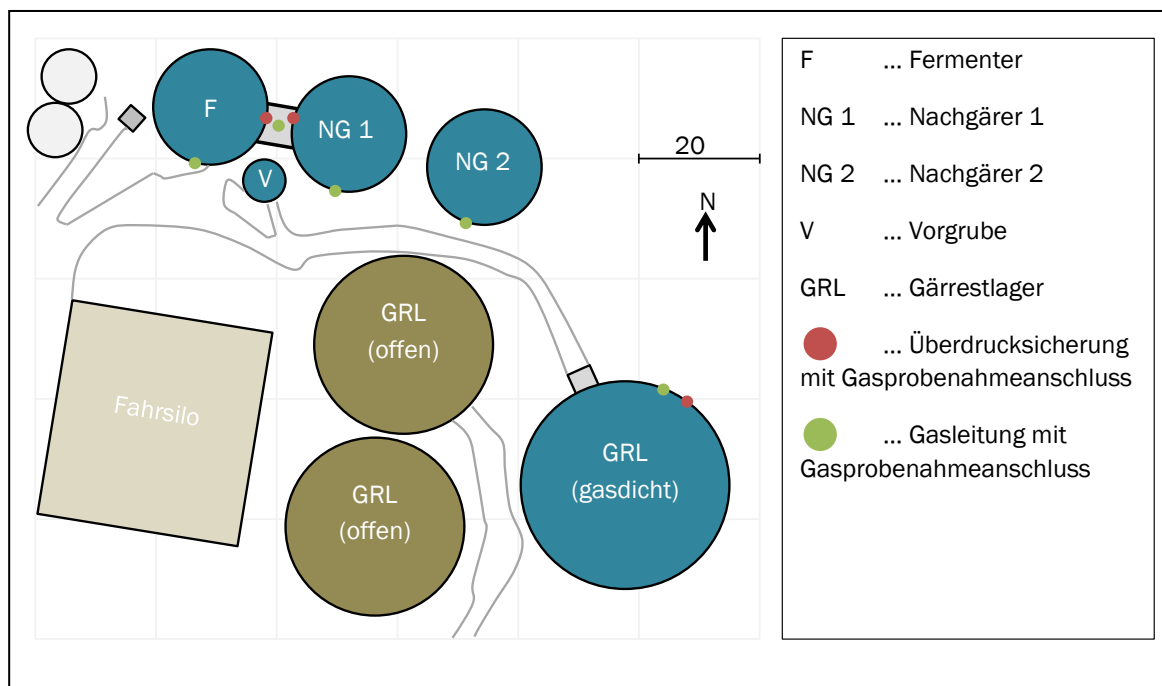 F
NG 1
NG 2
V
20
N
GRL
(offen)
Fahrsilo
GRL
(gasdicht)
GRL
(offen)
F ... Fermenter
NG 1 ... Nachgärer 1
NG 2 ... Nachgärer 2
V ... Vorgrube
GRL ... Gärrestlager
... Überdrucksicherung
mit Gasprobenahmeanschluss
... Gasleitung mit
Gasprobenahmeanschluss